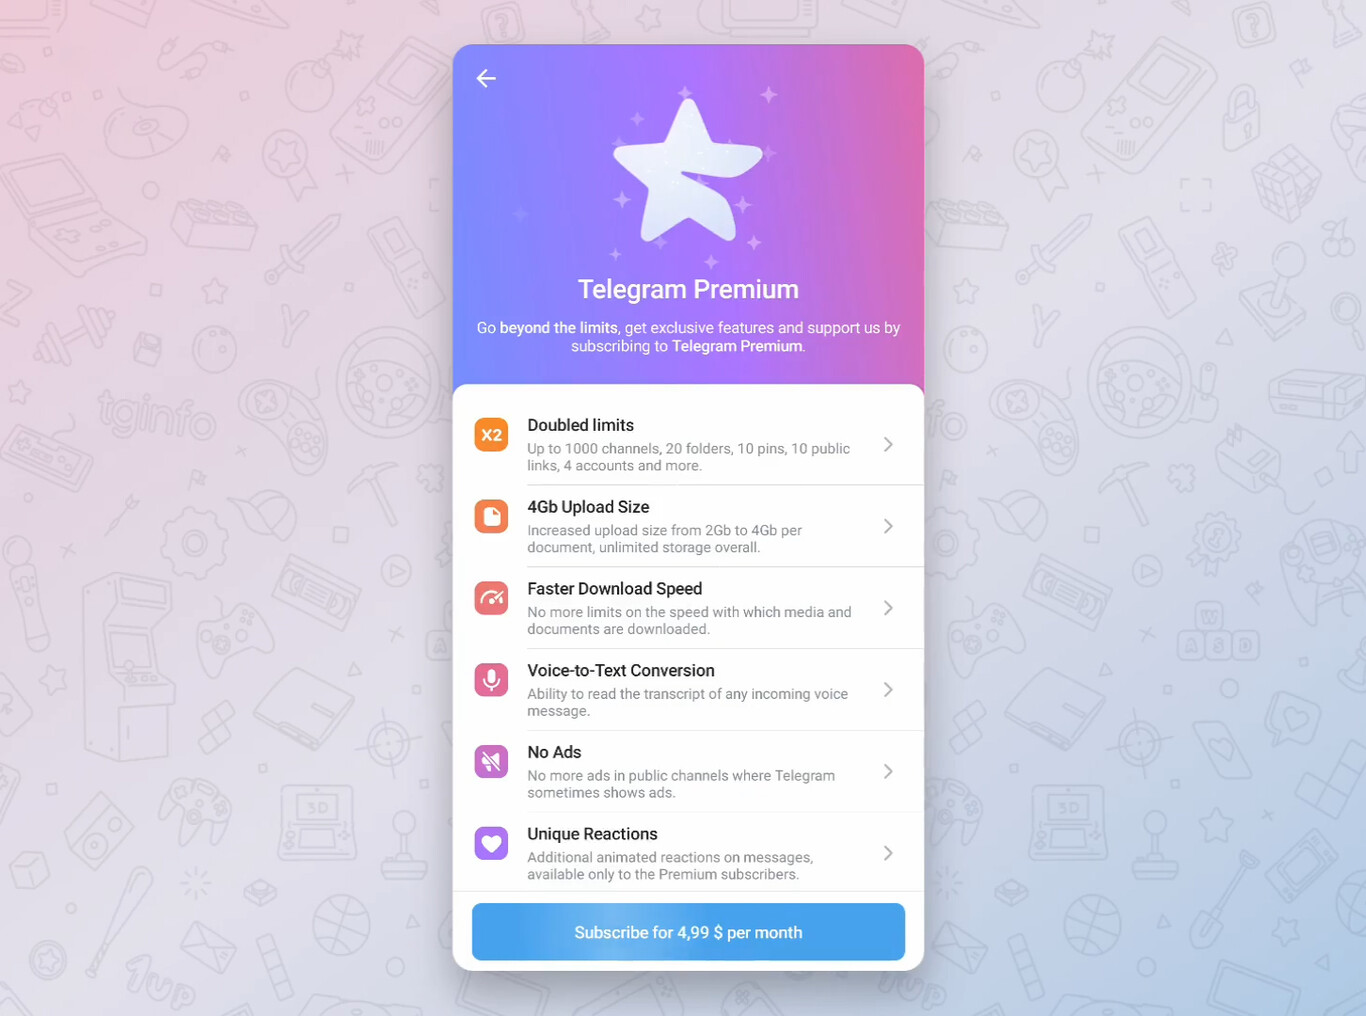 Telegram Premium
Go beyond the limits, get exclusive features and support us by
subscribing to Telegram Premium.
X2
Doubled limits
Up to 1000 channels, 20 folders, 10 pins, 10 public
links, 4 accounts and more.
4Gb Upload Size
Increased upload size from 2Gb to 4Gb per
document, unlimited storage overall.
Faster Download Speed
No more limits on the speed with which media and
documents are downloaded.
Voice-to-Text Conversion
Ability to read the transcript of any incoming voice
message.
No Ads
No more ads in public channels where Telegram
sometimes shows ads.
Unique Reactions
Additional animated reactions on messages,
available only to the Premium subscribers.
Subscribe for 4,99 $ per month
tginfo
3D
1up
W
A S D
3D